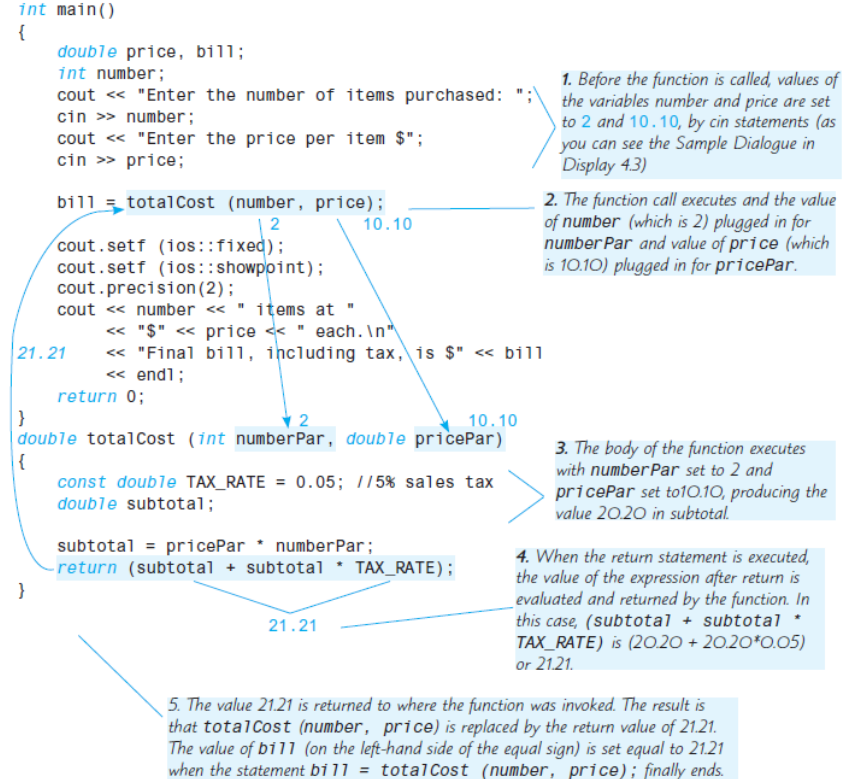 int main()
{
double price, bill;
int number;
cout << "Enter the number of items purchased: ";
cin >> number;
cout << "Enter the price per item $";
cin >> price;
1. Before the function is called, values of
the variables number and price are set
to 2 and 10.10, by cin statements (as
you can see the Sample Dialogue in
Display 4.3)
bill = totalCost (number, price);
2 10.10
2. The function call executes and the value
of number (which is 2) plugged in for
numberPar and value of price (which
is 10.10) plugged in for pricePar.
cout.setf (ios::fixed);
cout.setf (ios::showpoint);
cout.precision(2);
cout << number << " items at "
<< "$" << price << " each.\n"
21.21 << "Final bill, including tax, is $" << bill
<< endl;
return 0;
}
2 10.10
double totalCost (int numberPar, double pricePar)
{
const double TAX_RATE = 0.05; //5% sales tax
double subtotal;
3. The body of the function executes
with numberPar set to 2 and
pricePar set to10.10, producing the
value 20.20 in subtotal.
subtotal = pricePar * numberPar;
return (subtotal + subtotal * TAX_RATE);
}
21.21
4. When the return statement is executed,
the value of the expression after return is
evaluated and returned by the function. In
this case, (subtotal + subtotal *
TAX_RATE) is (20.20 + 20.20*0.05)
or 21.21.
5. The value 21.21 is returned to where the function was invoked. The result is
that totalCost (number, price) is replaced by the return value of 21.21.
The value of bill (on the left-hand side of the equal sign) is set equal to 21.21
when the statement bill = totalCost (number, price); finally ends.